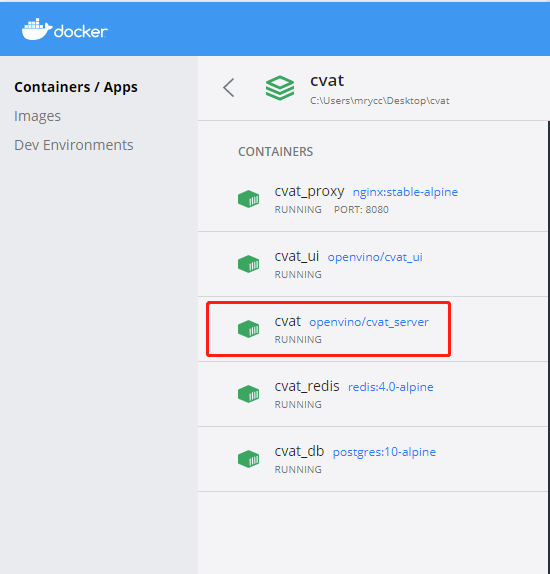 docker
Containers / Apps
Images
Dev Environments
cvat
C:\Users\mrycc\Desktop\cvat
CONTAINERS
cvat_proxy nginx:stable-alpine
RUNNING PORT: 8080
cvat_ui openvino/cvat_ui
RUNNING
cvat openvino/cvat_server
RUNNING
cvat_redis redis:4.0-alpine
RUNNING
cvat_db postgres:10-alpine
RUNNING